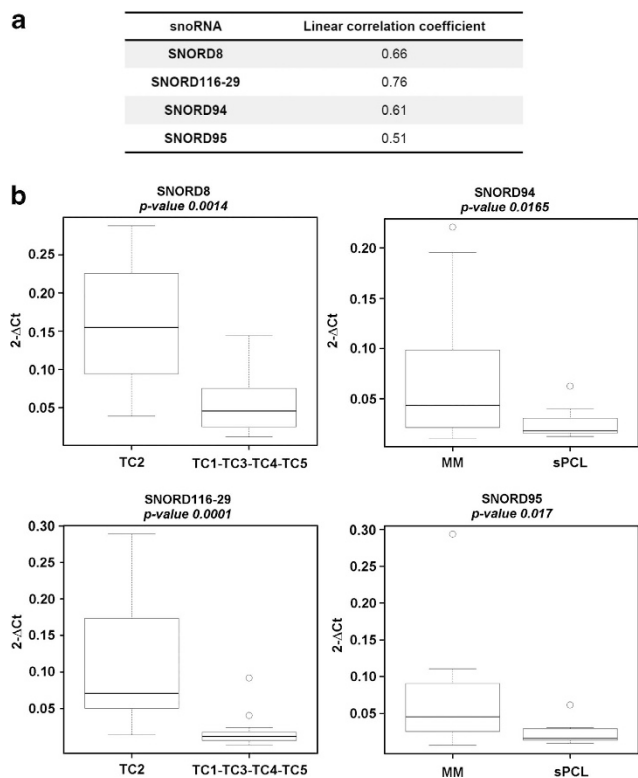 a
snoRNA Linear correlation coefficient
SNORD8 0.66
SNORD116-29 0.76
SNORD94 0.61
SNORD95 0.51
b
SNORD8
p-value 0.0014
2-ΔCt
0.25
0.20
0.15
0.10
0.05
TC2 TC1-TC3-TC4-TC5
SNORD94
p-value 0.0165
2-ΔCt
0.20
0.15
0.10
0.05
MM sPCL
SNORD116-29
p-value 0.0001
2-ΔCt
0.30
0.25
0.20
0.15
0.10
0.05
TC2 TC1-TC3-TC4-TC5
SNORD95
p-value 0.017
2-ΔCt
0.30
0.25
0.20
0.15
0.10
0.05
MM sPCL